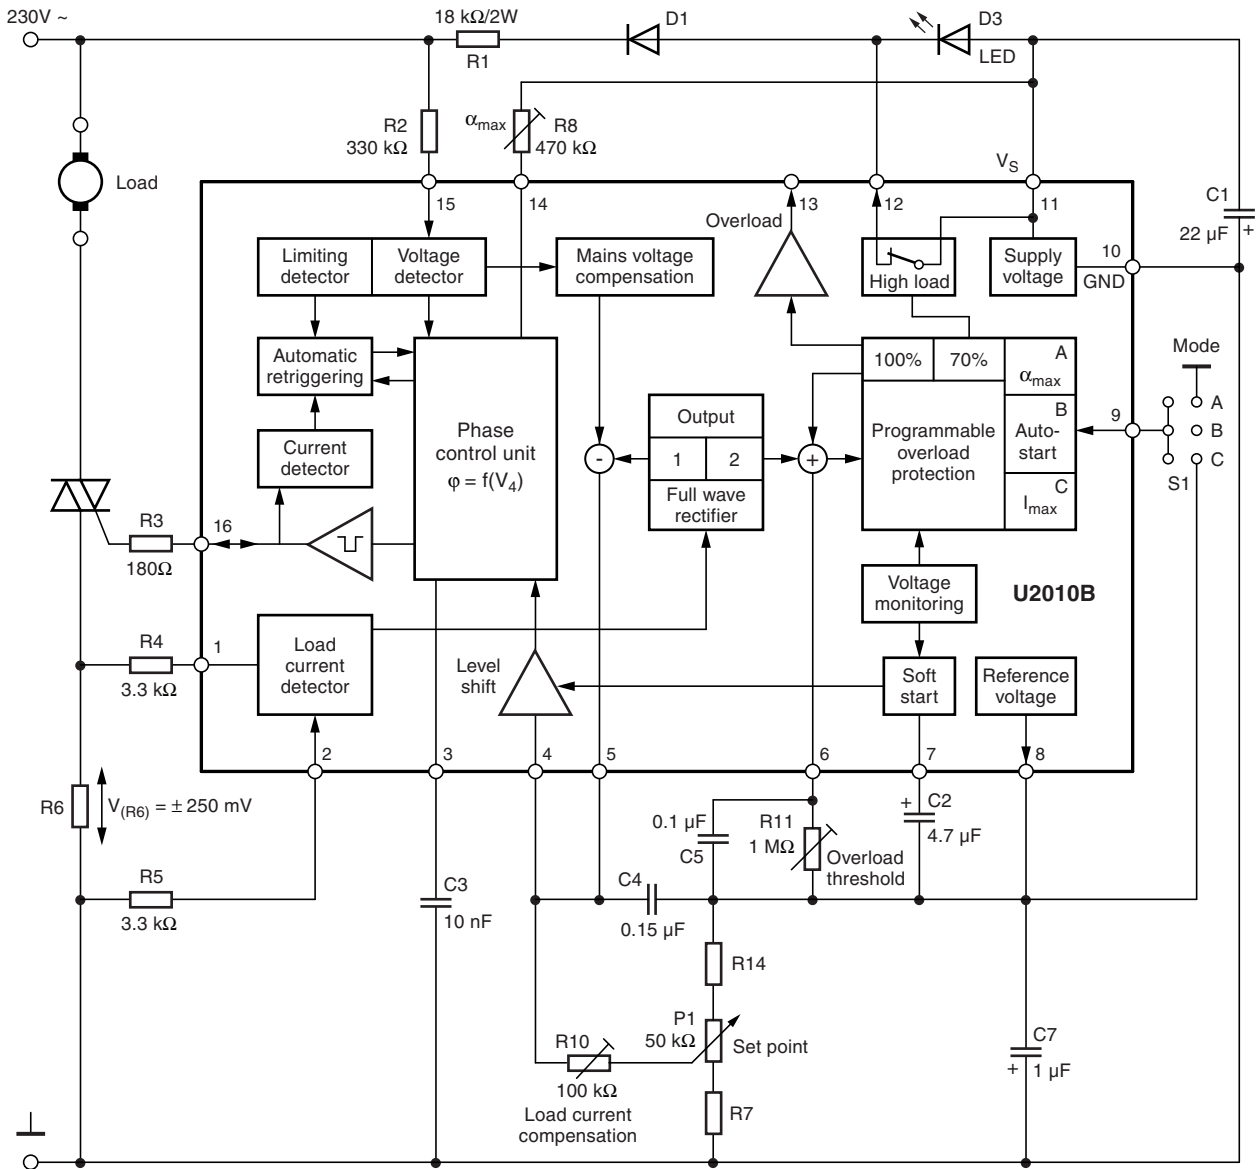 230V ~
18 kΩ/2W
R1
D1
D3
LED
R2
330 kΩ
αmax
R8
470 kΩ
VS
Load
15
14
13
12
11
C1
22 µF
+
Overload
Limiting
detector
Voltage
detector
Mains voltage
compensation
High load
Supply
voltage
10
GND
Automatic
retriggering
100%
70%
A
αmax
Mode
Phase
control unit
φ = f(V4)
Output
1
2
Full wave
rectifier
-
+
Programmable
overload
protection
B
Auto-
start
C
Imax
9
A
B
C
S1
Current
detector
R3
180Ω
16
Voltage
monitoring
U2010B
R4
3.3 kΩ
1
Load
current
detector
Level
shift
Soft
start
Reference
voltage
2
3
4
5
6
7
8
R6
V(R6) = ± 250 mV
0.1 µF
C5
R11
1 MΩ
Overload
threshold
+
C2
4.7 µF
R5
3.3 kΩ
C3
10 nF
C4
0.15 µF
R14
P1
50 kΩ
Set point
R10
100 kΩ
Load current
compensation
R7
C7
1 µF
+